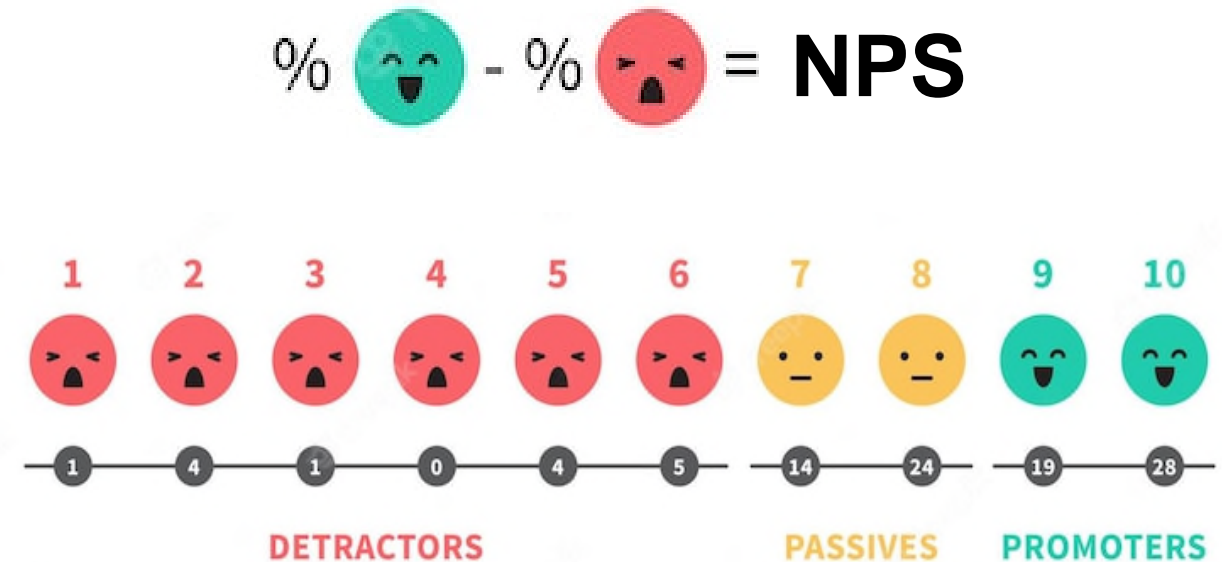 % - % = NPS
1 2 3 4 5 6 7 8 9 10
1 4 1 0 4 5 14 24 19 28
DETRACTORS PASSIVES PROMOTERS